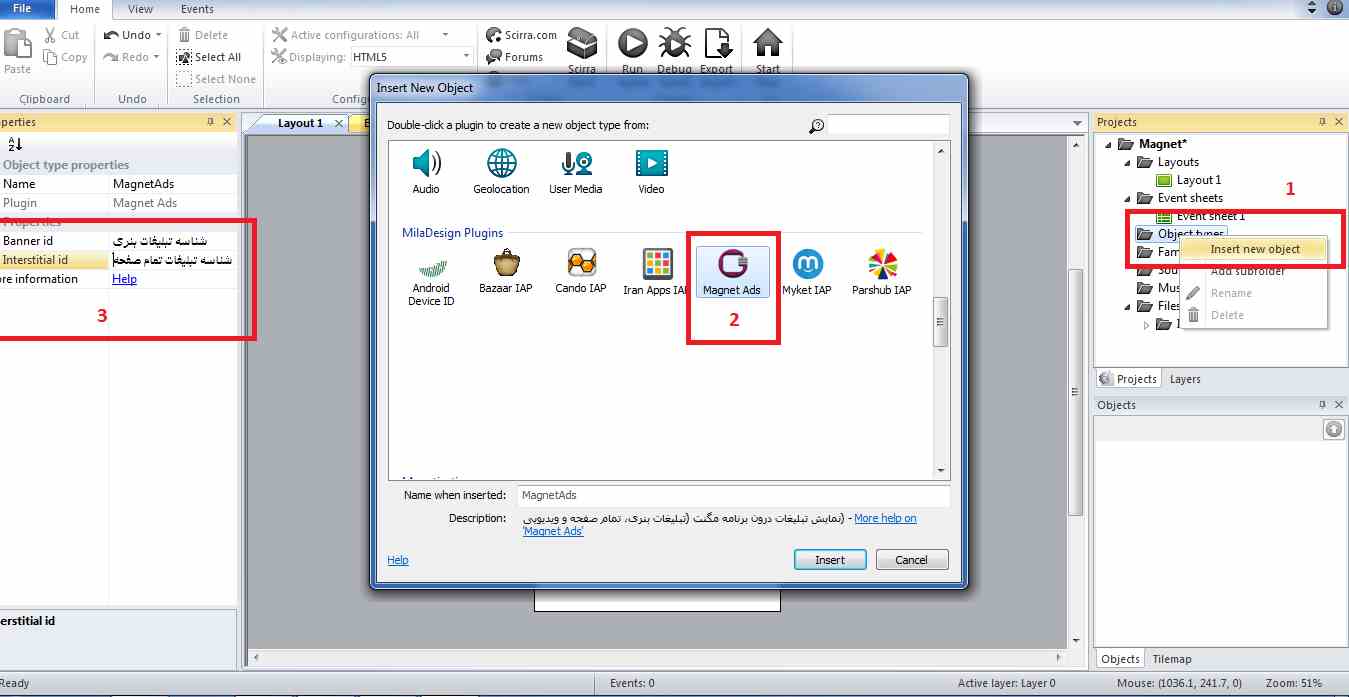 File
Home
View
Events
Paste
Cut
Copy
Clipboard
Undo
Redo
Undo
Delete
Select All
Select None
Selection
Active configurations: All
Displaying: HTML5
Scirra.com
Forums
Scirra
Run
Debug
Export
Start
perties
Object type properties
Name MagnetAds
Plugin Magnet Ads
Properties
Banner id شناسه تبلیغات بنری
Interstitial id شناسه تبلیغات تمام صفحه
ore information Help
3
erstitial id
Layout 1
Insert New Object
Double-click a plugin to create a new object type from:
Audio
Geolocation
User Media
Video
MilaDesign Plugins
Android
Device ID
Bazaar IAP
Cando IAP
Iran Apps IAP
Magnet Ads
Myket IAP
Parshub IAP
2
Name when inserted: MagnetAds
Description: نمایش تبلیغات درون برنامه مگنت (تبلیغات بنری، تمام صفحه و ویدیویی) - More help on
'Magnet Ads'
Help
Insert
Cancel
Projects
Magnet*
Layouts
Layout 1
Event sheets
Event sheet 1
Object types
1
Insert new object
Add subfolder
Rename
Delete
Fam
Sou
Mus
Files
Projects
Layers
Objects
Objects
Tilemap
Ready
Events: 0
Active layer: Layer 0
Mouse: (1036.1, 241.7, 0)
Zoom: 51%